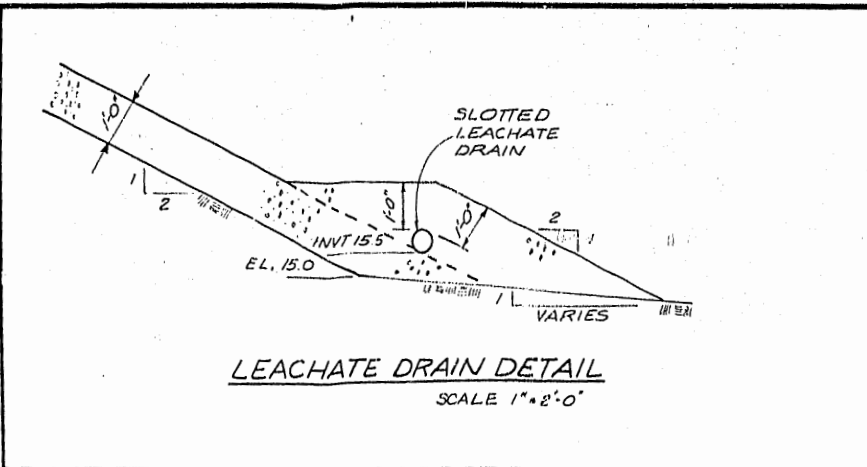 1'-0"
SLOTTED
LEACHATE
DRAIN
1
2
1'-0"
1'-0"
2
1
INVT 15.5
EL. 15.0
1
VARIES
LEACHATE DRAIN DETAIL
SCALE 1"=2'-0"